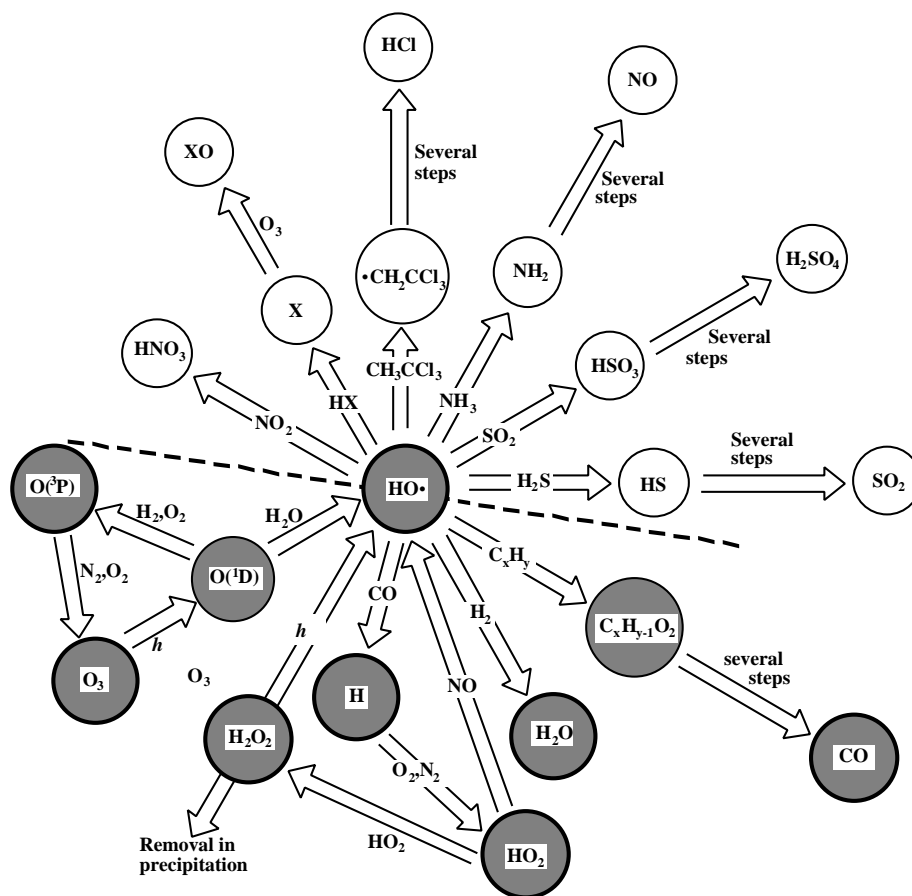 HCl
NO
XO
Several
steps
Several
steps
O₃
H₂SO₄
•CH₂CCl₃
NH₂
X
HNO₃
Several
steps
CH₃CCl₃
HSO₃
HX
NH₃
NO₂
SO₂
Several
steps
O(³P)
HO•
H₂S
HS
SO₂
H₂,O₂
H₂O
CₓHᵧ
N₂,O₂
O(¹D)
CO
H₂
h
CₓHᵧ₋₁O₂
h
O₃
O₃
H
NO
several
steps
H₂O₂
H₂O
CO
O₂,N₂
HO₂
Removal in
precipitation
HO₂